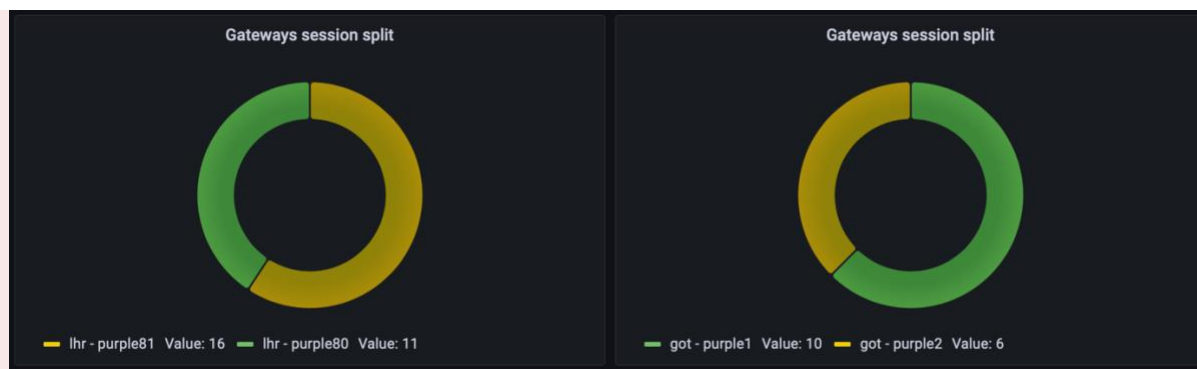 Gateways session split
lhr - purple81 Value: 16 lhr - purple80 Value: 11
Gateways session split
got - purple1 Value: 10 got - purple2 Value: 6